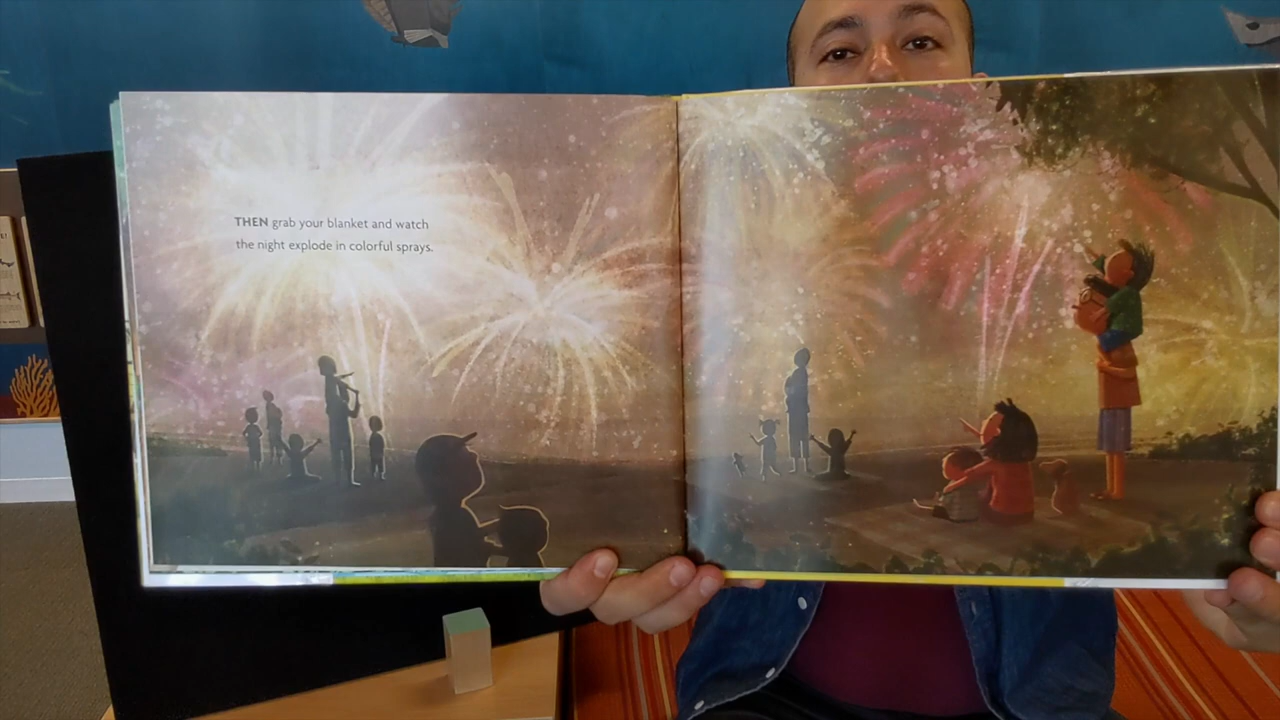 THEN grab your blanket and watch
the night explode in colorful sprays.